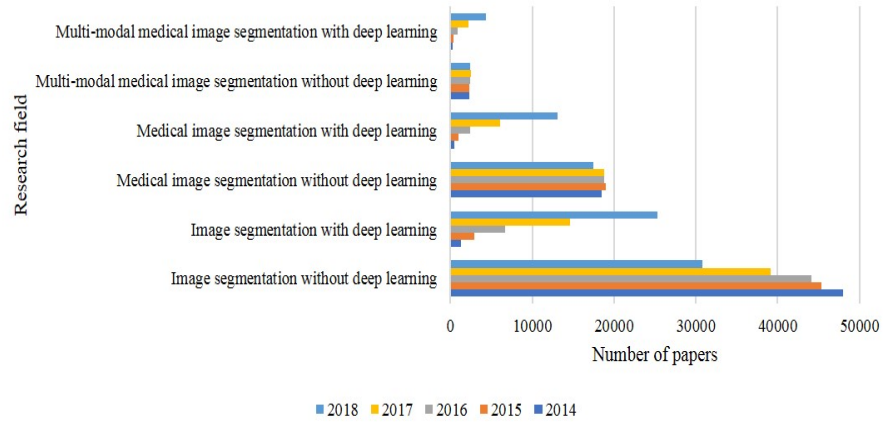 Research field
Multi-modal medical image segmentation with deep learning
Multi-modal medical image segmentation without deep learning
Medical image segmentation with deep learning
Medical image segmentation without deep learning
Image segmentation with deep learning
Image segmentation without deep learning
0 10000 20000 30000 40000 50000
Number of papers
2018 2017 2016 2015 2014